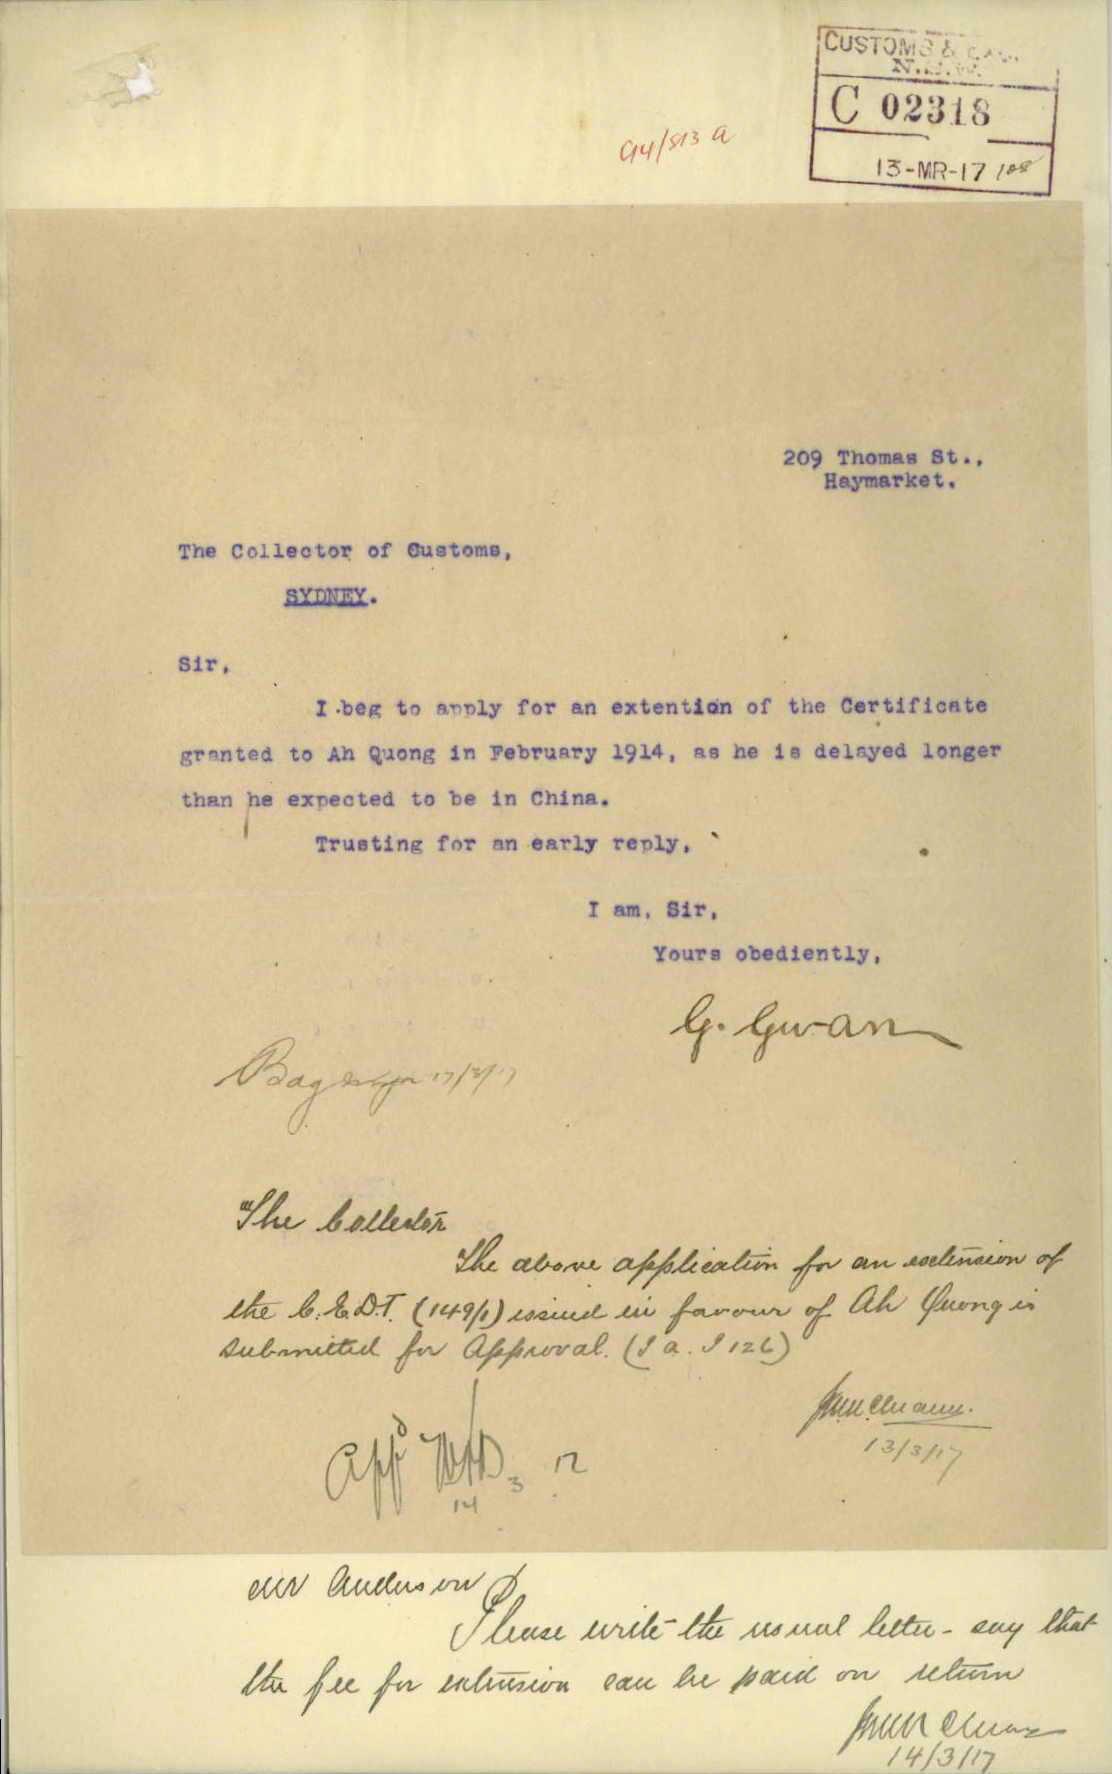 CUSTOMS &
N.S.W.
C 02318
13-MR-17
209 Thomas St.,
Haymarket.
The Collector of Customs,
SYDNEY.
Sir,
I beg to apply for an extention of the Certificate
granted to Ah Quong in February 1914, as he is delayed longer
than he expected to be in China.
Trusting for an early reply,
I am, Sir,
Yours obediently,
G. Gwan
The Collector
The above application for an extension of
the C.E.D.T. (149/1) issued in favour of Ah Quong is
submitted for Approval.
13/3/17
Appd
14 3 17
Mr Anderson
Please write the usual letter - say that
the fee for extension can be paid on return
14/3/17